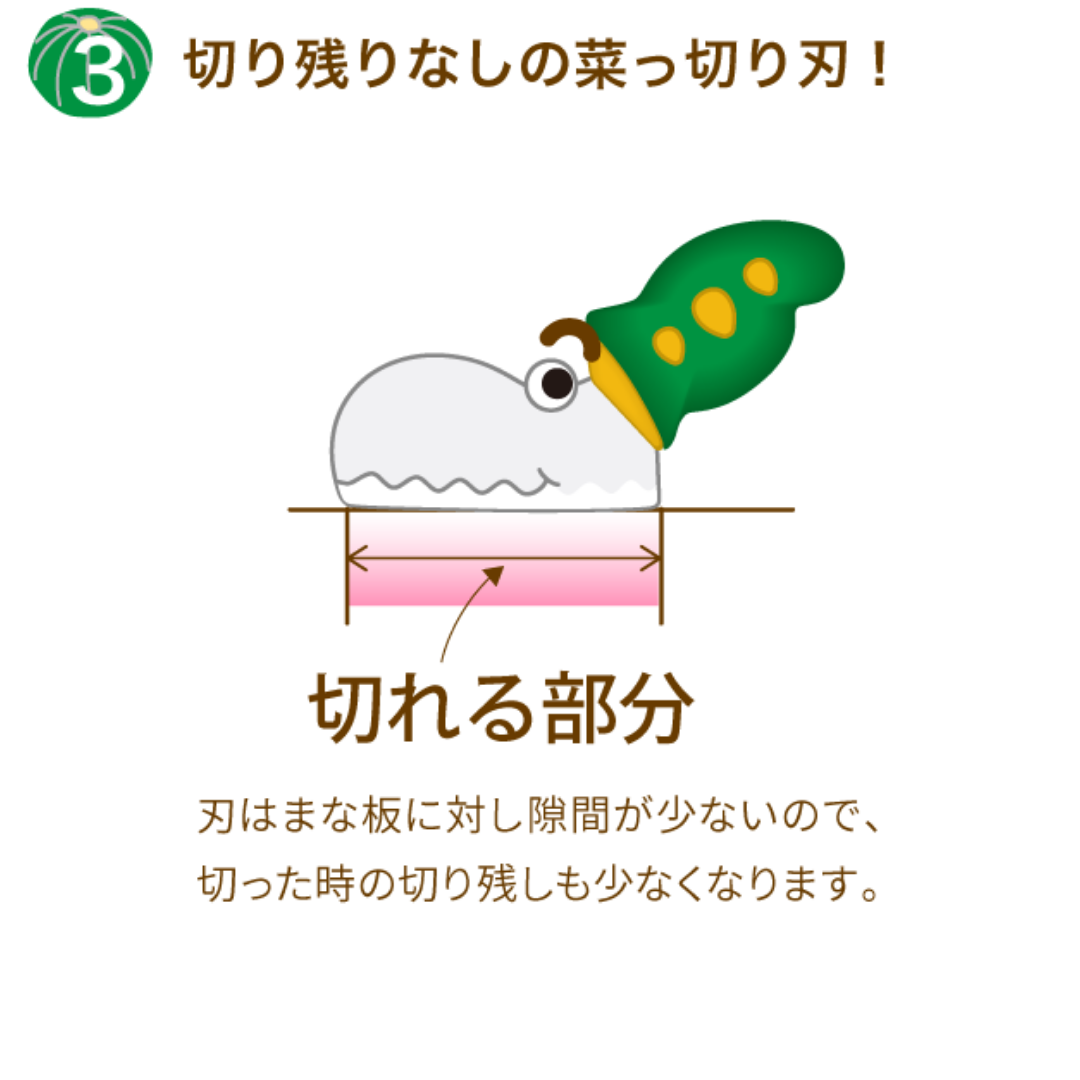 3 切り残りなしの菜っ切り刃！
切れる部分
刃はまな板に対し隙間が少ないので、
切った時の切り残しも少なくなります。